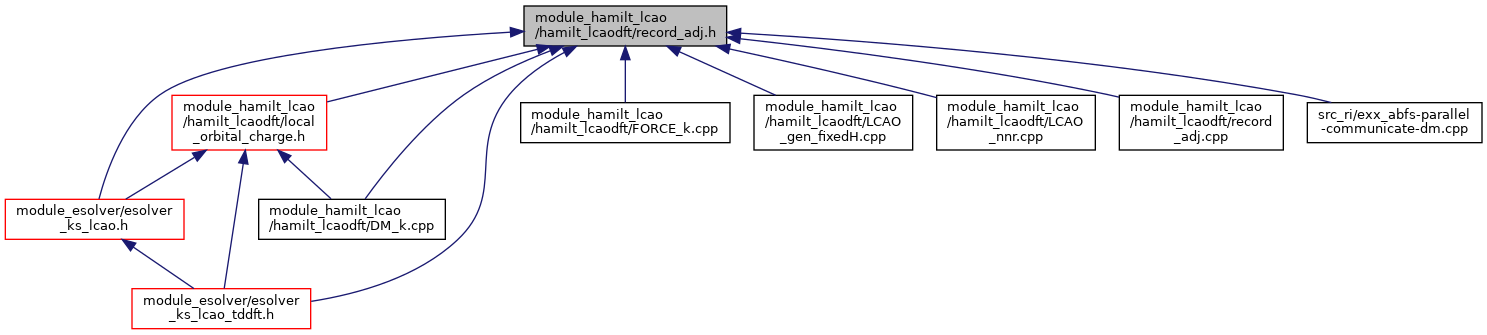 module_hamilt_lcao
/hamilt_lcaodft/record_adj.h
module_hamilt_lcao
/hamilt_lcaodft/local
_orbital_charge.h
module_hamilt_lcao
/hamilt_lcaodft/FORCE_k.cpp
module_hamilt_lcao
/hamilt_lcaodft/LCAO
_gen_fixedH.cpp
module_hamilt_lcao
/hamilt_lcaodft/LCAO
_nnr.cpp
module_hamilt_lcao
/hamilt_lcaodft/record
_adj.cpp
src_ri/exx_abfs-parallel
-communicate-dm.cpp
module_esolver/esolver
_ks_lcao.h
module_hamilt_lcao
/hamilt_lcaodft/DM_k.cpp
module_esolver/esolver
_ks_lcao_tddft.h